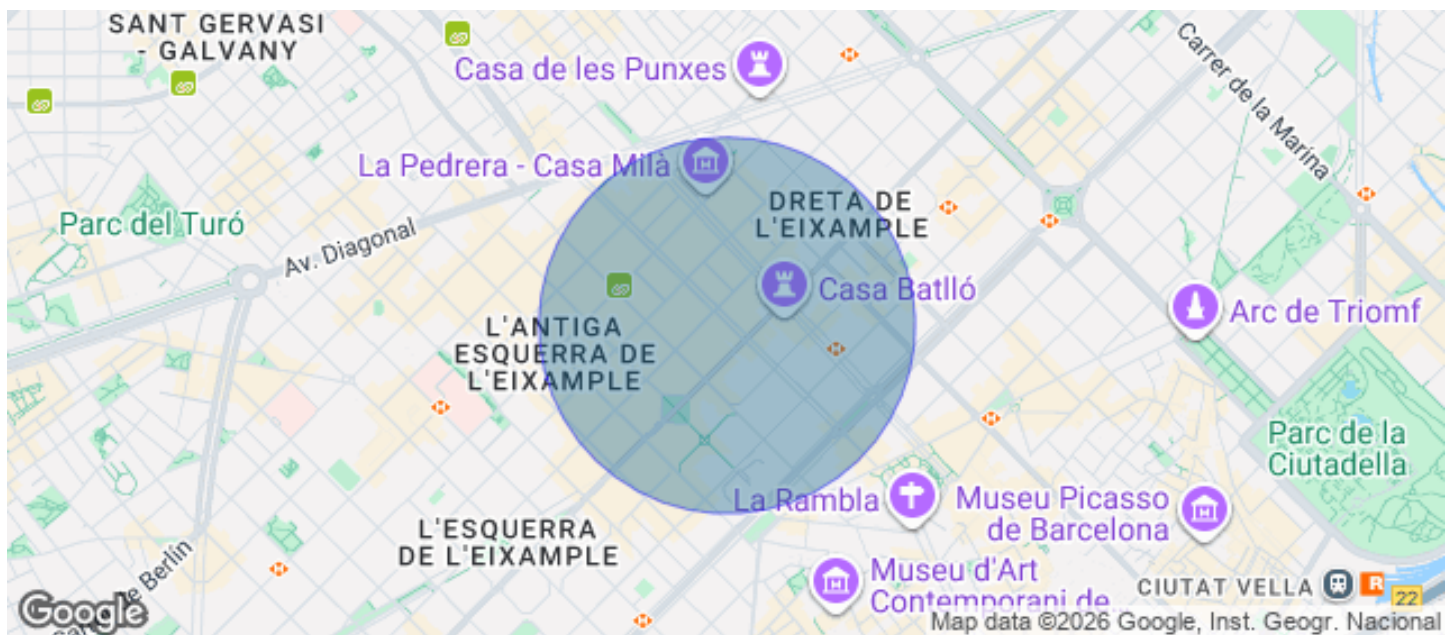 SANT GERVASI
- GALVANY
Casa de les Punxes
Carrer de la Marina
La Pedrera - Casa Milà
DRETA DE
L'EIXAMPLE
Parc del Turó
Av. Diagonal
Casa Batlló
Arc de Triomf
L'ANTIGA
ESQUERRA DE
L'EIXAMPLE
Parc de la
Ciutadella
La Rambla
Museu Picasso
de Barcelona
L'ESQUERRA
DE L'EIXAMPLE
Museu d'Art
Contemporani de...
CIUTAT VELLA
R
22
de Berlín
Google
Map data ©2026 Google, Inst. Geogr. Nacional